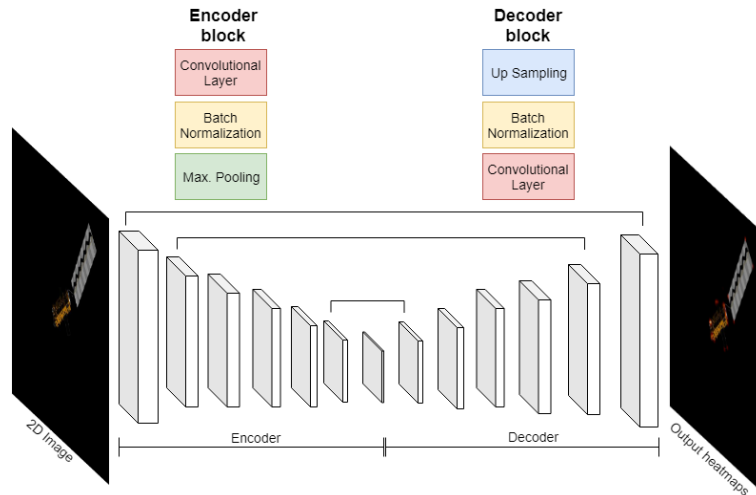 Encoder
block
Convolutional
Layer
Batch
Normalization
Max. Pooling
Decoder
block
Up Sampling
Batch
Normalization
Convolutional
Layer
2D Image
Encoder
Decoder
Output heatmaps